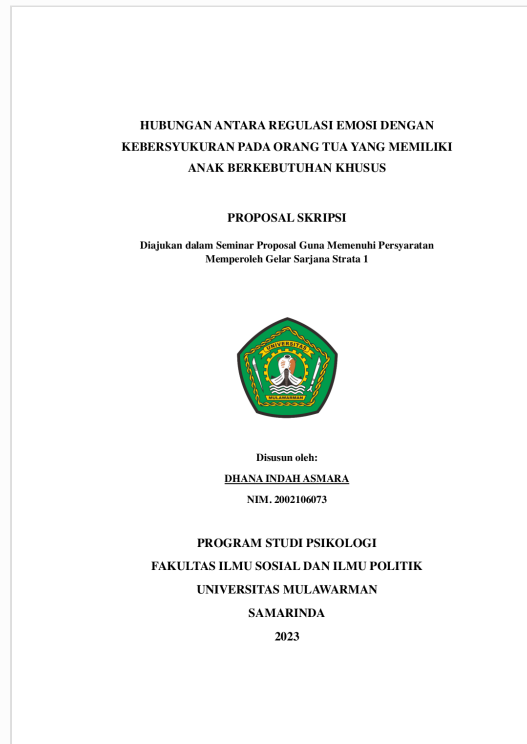 HUBUNGAN ANTARA REGULASI EMOSI DENGAN
KEBERSYUKURAN PADA ORANG TUA YANG MEMILIKI
ANAK BERKEBUTUHAN KHUSUS
PROPOSAL SKRIPSI
Diajukan dalam Seminar Proposal Guna Memenuhi Persyaratan
Memperoleh Gelar Sarjana Strata 1
UNIVERSITAS
MULAWARMAN
Disusun oleh:
DHANA INDAH ASMARA
NIM. 2002106073
PROGRAM STUDI PSIKOLOGI
FAKULTAS ILMU SOSIAL DAN ILMU POLITIK
UNIVERSITAS MULAWARMAN
SAMARINDA
2023